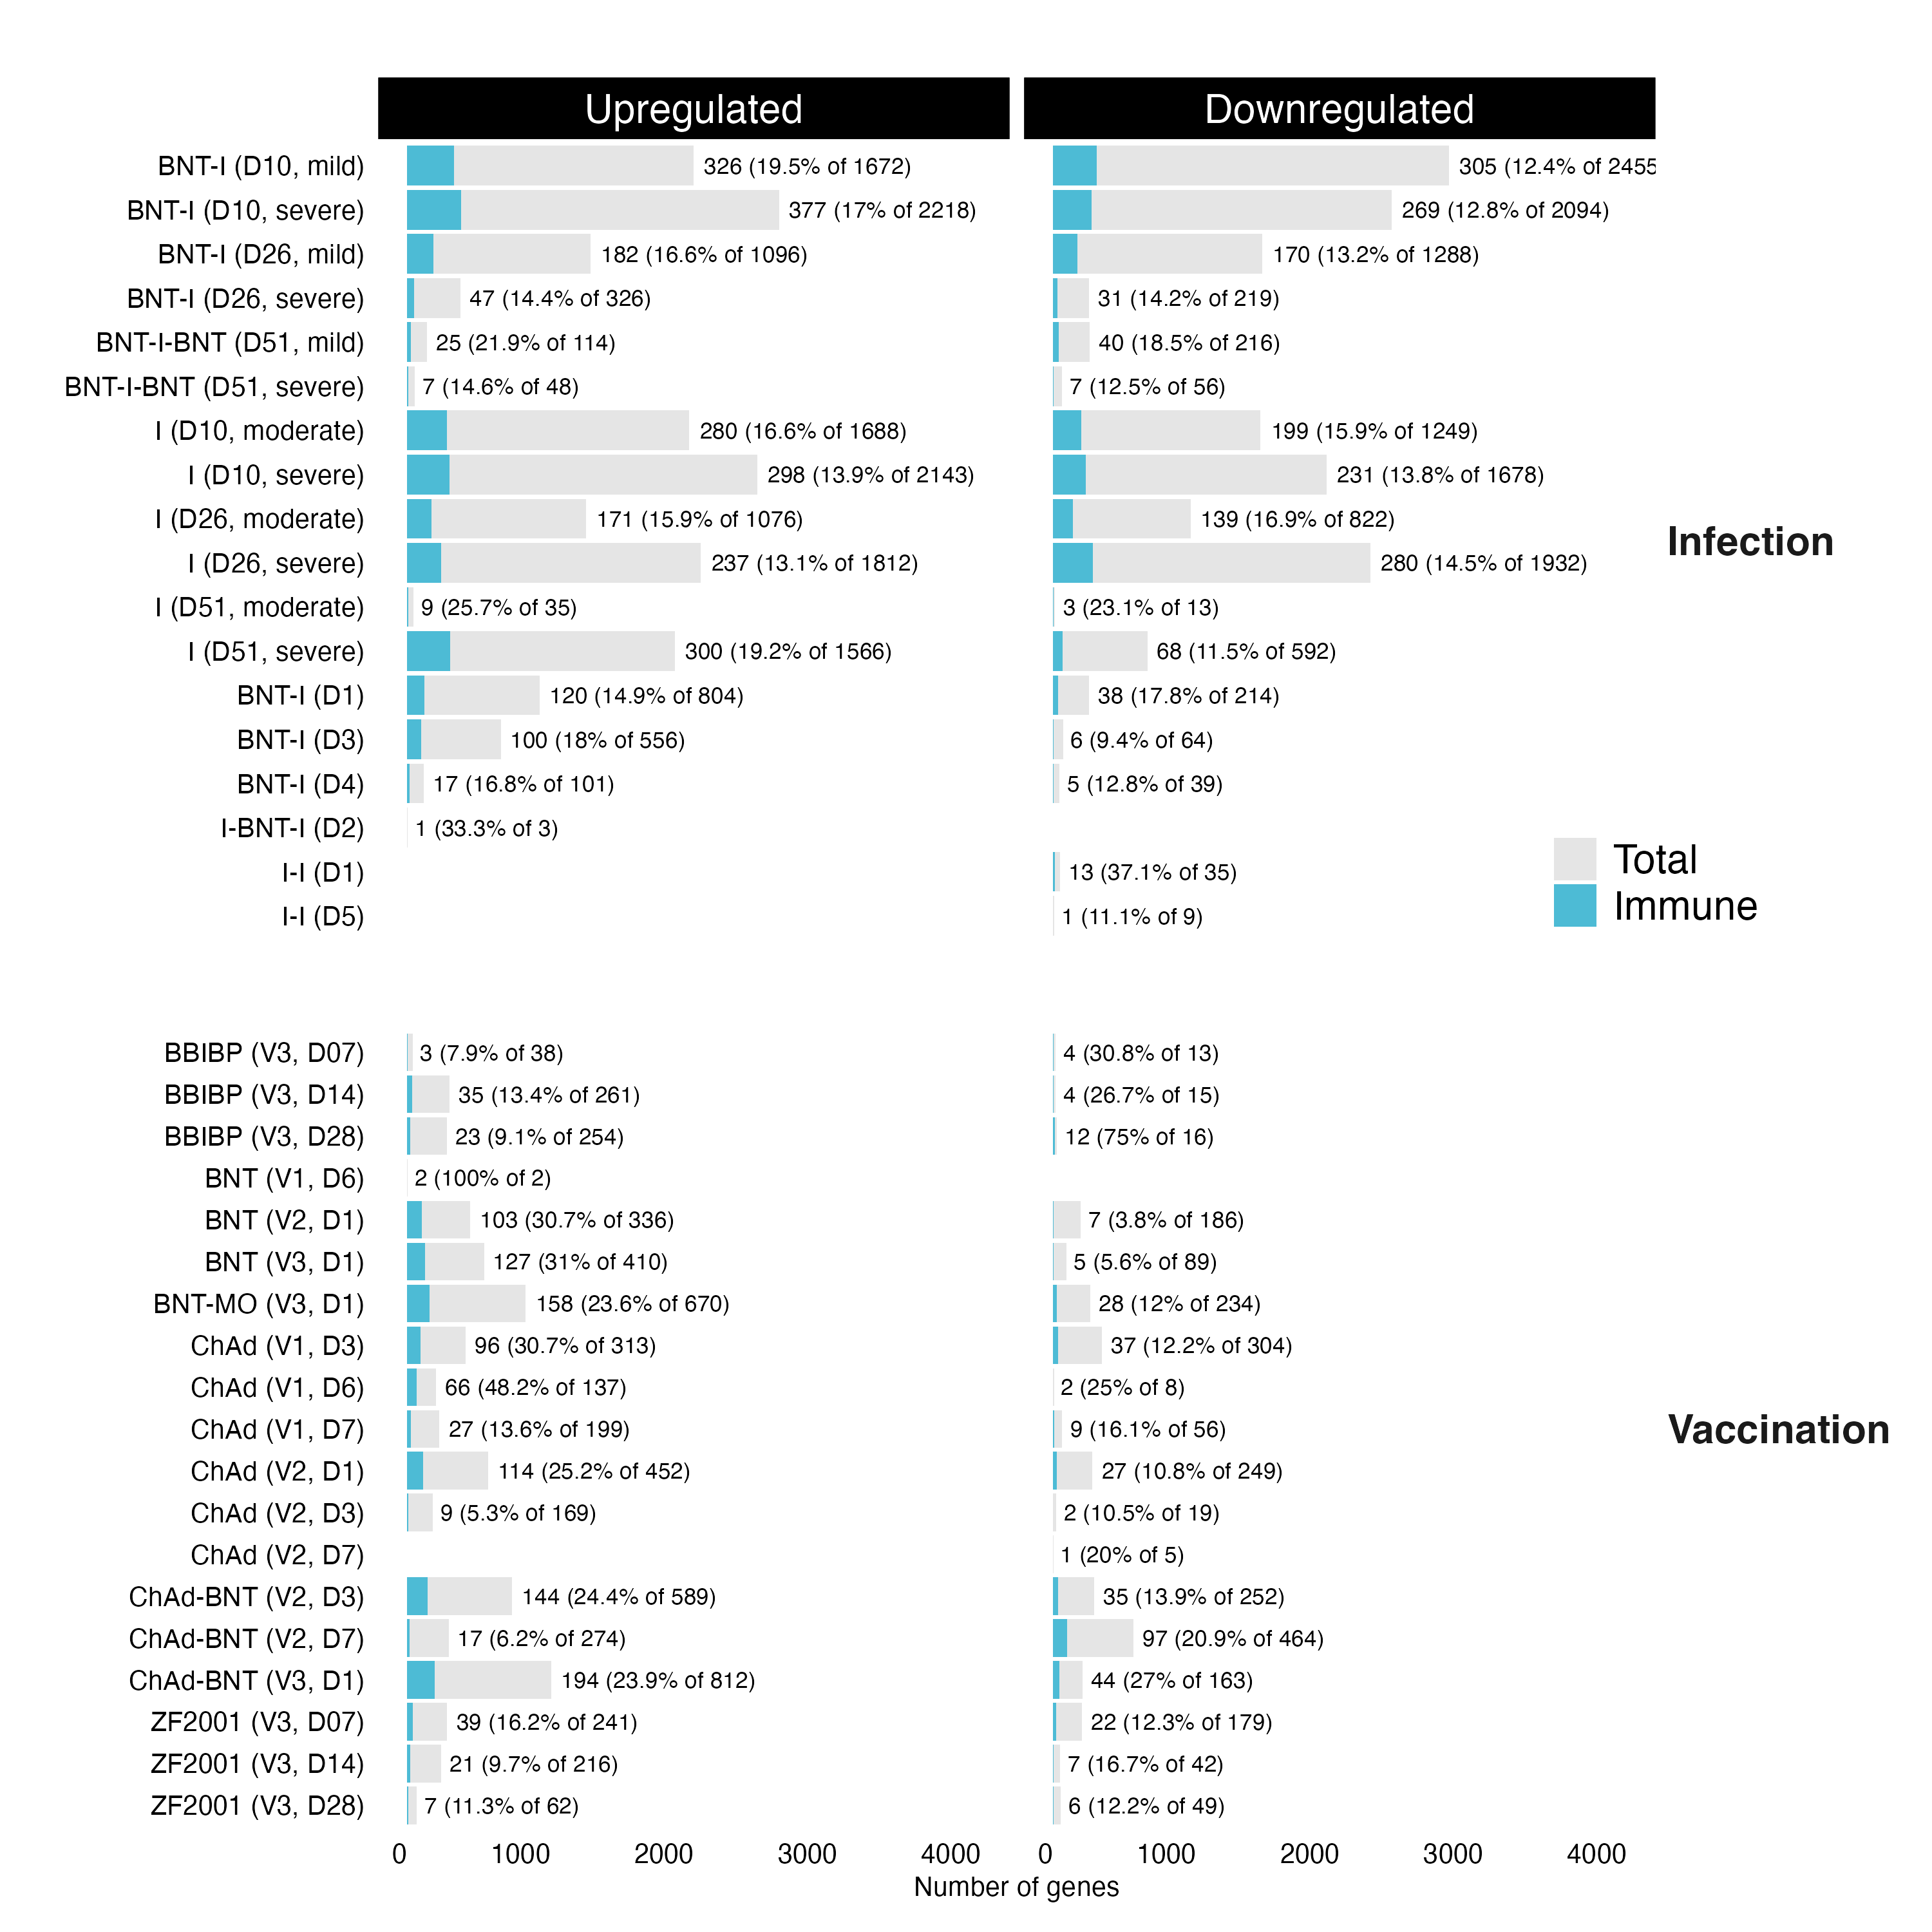 Upregulated Downregulated
BNT-I (D10, mild) 326 (19.5% of 1672) 305 (12.4% of 2455
BNT-I (D10, severe) 377 (17% of 2218) 269 (12.8% of 2094)
BNT-I (D26, mild) 182 (16.6% of 1096) 170 (13.2% of 1288)
BNT-I (D26, severe) 47 (14.4% of 326) 31 (14.2% of 219)
BNT-I-BNT (D51, mild) 25 (21.9% of 114) 40 (18.5% of 216)
BNT-I-BNT (D51, severe) 7 (14.6% of 48) 7 (12.5% of 56)
I (D10, moderate) 280 (16.6% of 1688) 199 (15.9% of 1249)
I (D10, severe) 298 (13.9% of 2143) 231 (13.8% of 1678)
I (D26, moderate) 171 (15.9% of 1076) 139 (16.9% of 822)
Infection
I (D26, severe) 237 (13.1% of 1812) 280 (14.5% of 1932)
I (D51, moderate) 9 (25.7% of 35) 3 (23.1% of 13)
I (D51, severe) 300 (19.2% of 1566) 68 (11.5% of 592)
BNT-I (D1) 120 (14.9% of 804) 38 (17.8% of 214)
BNT-I (D3) 100 (18% of 556) 6 (9.4% of 64)
BNT-I (D4) 17 (16.8% of 101) 5 (12.8% of 39)
I-BNT-I (D2) 1 (33.3% of 3)
I-I (D1) 13 (37.1% of 35)
Total
I-I (D5) 1 (11.1% of 9)
Immune
BBIBP (V3, D07) 3 (7.9% of 38) 4 (30.8% of 13)
BBIBP (V3, D14) 35 (13.4% of 261) 4 (26.7% of 15)
BBIBP (V3, D28) 23 (9.1% of 254) 12 (75% of 16)
BNT (V1, D6) 2 (100% of 2)
BNT (V2, D1) 103 (30.7% of 336) 7 (3.8% of 186)
BNT (V3, D1) 127 (31% of 410) 5 (5.6% of 89)
BNT-MO (V3, D1) 158 (23.6% of 670) 28 (12% of 234)
ChAd (V1, D3) 96 (30.7% of 313) 37 (12.2% of 304)
ChAd (V1, D6) 66 (48.2% of 137) 2 (25% of 8)
ChAd (V1, D7) 27 (13.6% of 199) 9 (16.1% of 56)
Vaccination
ChAd (V2, D1) 114 (25.2% of 452) 27 (10.8% of 249)
ChAd (V2, D3) 9 (5.3% of 169) 2 (10.5% of 19)
ChAd (V2, D7) 1 (20% of 5)
ChAd-BNT (V2, D3) 144 (24.4% of 589) 35 (13.9% of 252)
ChAd-BNT (V2, D7) 17 (6.2% of 274) 97 (20.9% of 464)
ChAd-BNT (V3, D1) 194 (23.9% of 812) 44 (27% of 163)
ZF2001 (V3, D07) 39 (16.2% of 241) 22 (12.3% of 179)
ZF2001 (V3, D14) 21 (9.7% of 216) 7 (16.7% of 42)
ZF2001 (V3, D28) 7 (11.3% of 62) 6 (12.2% of 49)
0 1000 2000 3000 4000 0 1000 2000 3000 4000
Number of genes